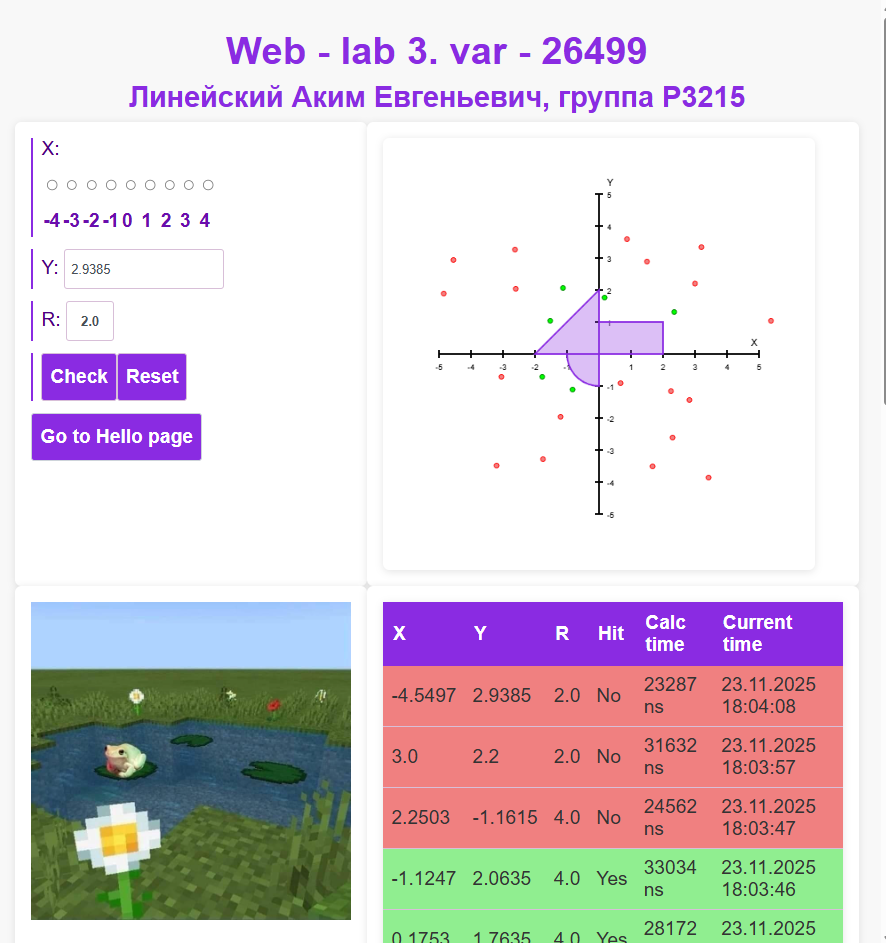 Web - lab 3. var - 26499
Линейский Аким Евгеньевич, группа P3215
X:
-4 -3 -2 -1 0 1 2 3 4
Y: 2.9385
R: 2.0
Check Reset
Go to Hello page
Y
5
4
3
2
1
X
-5 -4 -3 -2 -1 1 2 3 4 5
-1
-2
-3
-4
-5
X Y R Hit Calc time Current time
-4.5497 2.9385 2.0 No 23287 ns 23.11.2025 18:04:08
3.0 2.2 2.0 No 31632 ns 23.11.2025 18:03:57
2.2503 -1.1615 4.0 No 24562 ns 23.11.2025 18:03:47
-1.1247 2.0635 4.0 Yes 33034 ns 23.11.2025 18:03:46
0.1753 1.7635 4.0 Yes 28172 23.11.2025